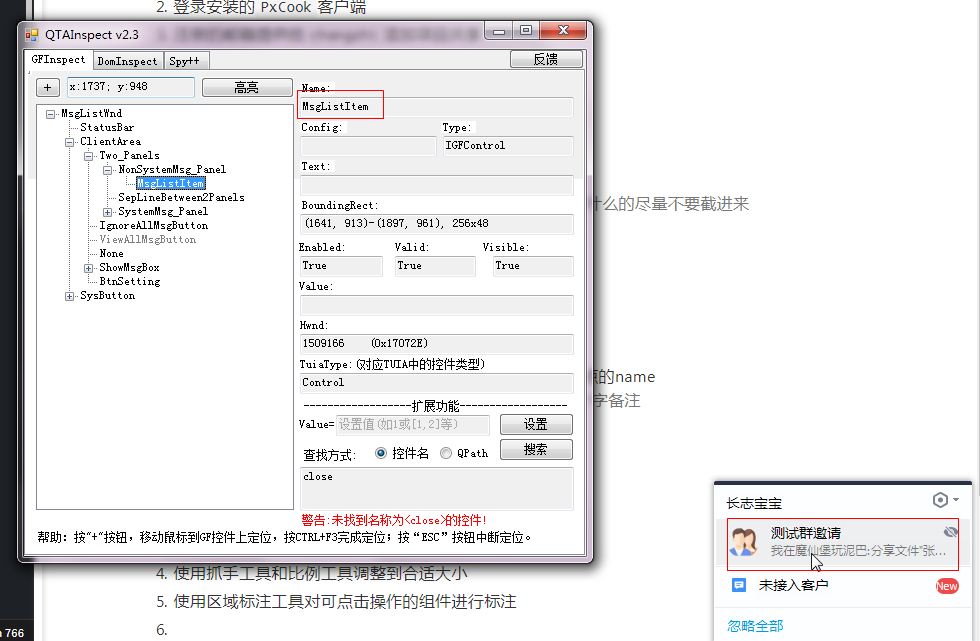 2. 登录安装的 PxCook 客户端
QTAInspect v2.3
GFInspect
DomInspect
Spy++
反馈
+
x:1737; y:948
高亮
MsgListWnd
StatusBar
ClientArea
Two_Panels
NonSystemMsg_Panel
MsgListItem
SepLineBetween2Panels
SystemMsg_Panel
IgnoreAllMsgButton
ViewAllMsgButton
None
ShowMsgBox
BtnSetting
SysButton
Name:
MsgListItem
Config:
Type:
IGFControl
Text:
BoundingRect:
(1641, 913)-(1897, 961), 256x48
Enabled:
Valid:
Visible:
True
True
True
Value:
Hwnd:
1509166 (0x17072E)
TuiaType:(对应TUIA中的控件类型)
Control
------------------扩展功能------------------
Value=
设置值(如1或[1,2]等)
设置
查找方式:
控件名
QPath
搜索
close
警告:未找到名称为<close>的控件!
帮助: 按"+"按钮，移动鼠标到GF控件上定位，按CTRL+F3完成定位; 按 “ESC” 按钮中断定位。
什么的尽量不要截进来
的name
字备注
长志宝宝
测试群邀请
我在魔仙堡玩泥巴:分享文件"张...
未接入客户
New
忽略全部
4. 使用抓手工具和比例工具调整到合适大小
5. 使用区域标注工具对可点击操作的组件进行标注
6.
766